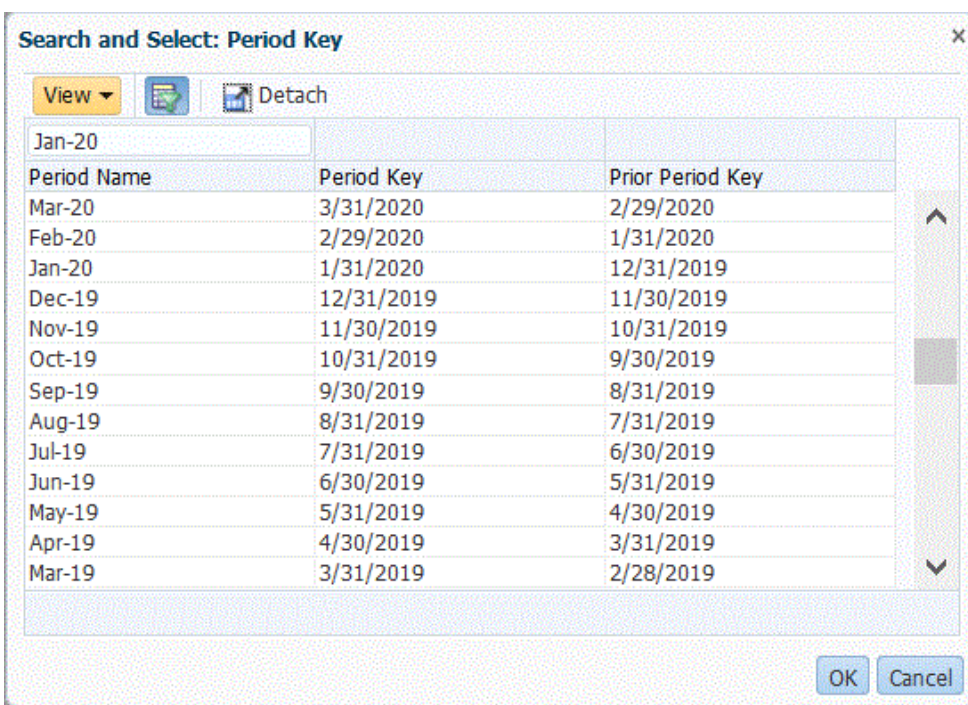 Search and Select: Period Key
View Detach
Jan-20
Period Name Period Key Prior Period Key
Mar-20 3/31/2020 2/29/2020
Feb-20 2/29/2020 1/31/2020
Jan-20 1/31/2020 12/31/2019
Dec-19 12/31/2019 11/30/2019
Nov-19 11/30/2019 10/31/2019
Oct-19 10/31/2019 9/30/2019
Sep-19 9/30/2019 8/31/2019
Aug-19 8/31/2019 7/31/2019
Jul-19 7/31/2019 6/30/2019
Jun-19 6/30/2019 5/31/2019
May-19 5/31/2019 4/30/2019
Apr-19 4/30/2019 3/31/2019
Mar-19 3/31/2019 2/28/2019
OK Cancel